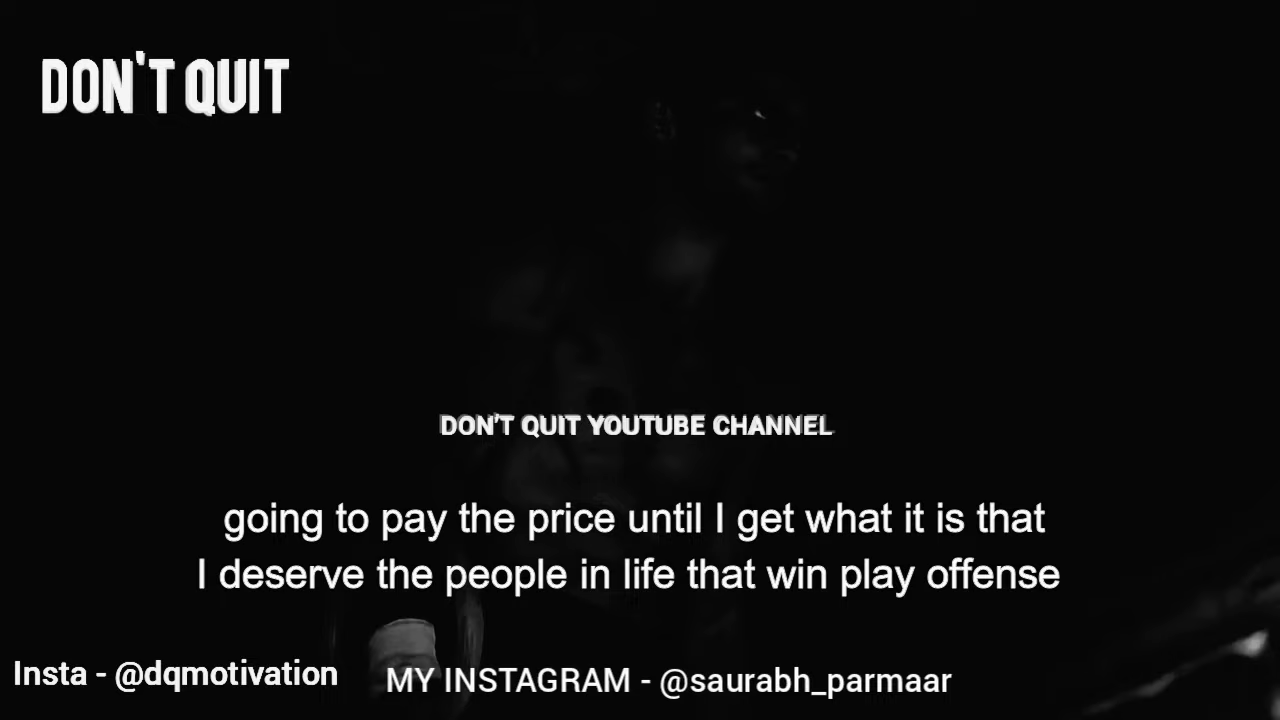 DON'T QUIT
DON'T QUIT YOUTUBE CHANNEL
going to pay the price until I get what it is that
I deserve the people in life that win play offense
Insta - @dqmotivation
MY INSTAGRAM - @saurabh_parmaar